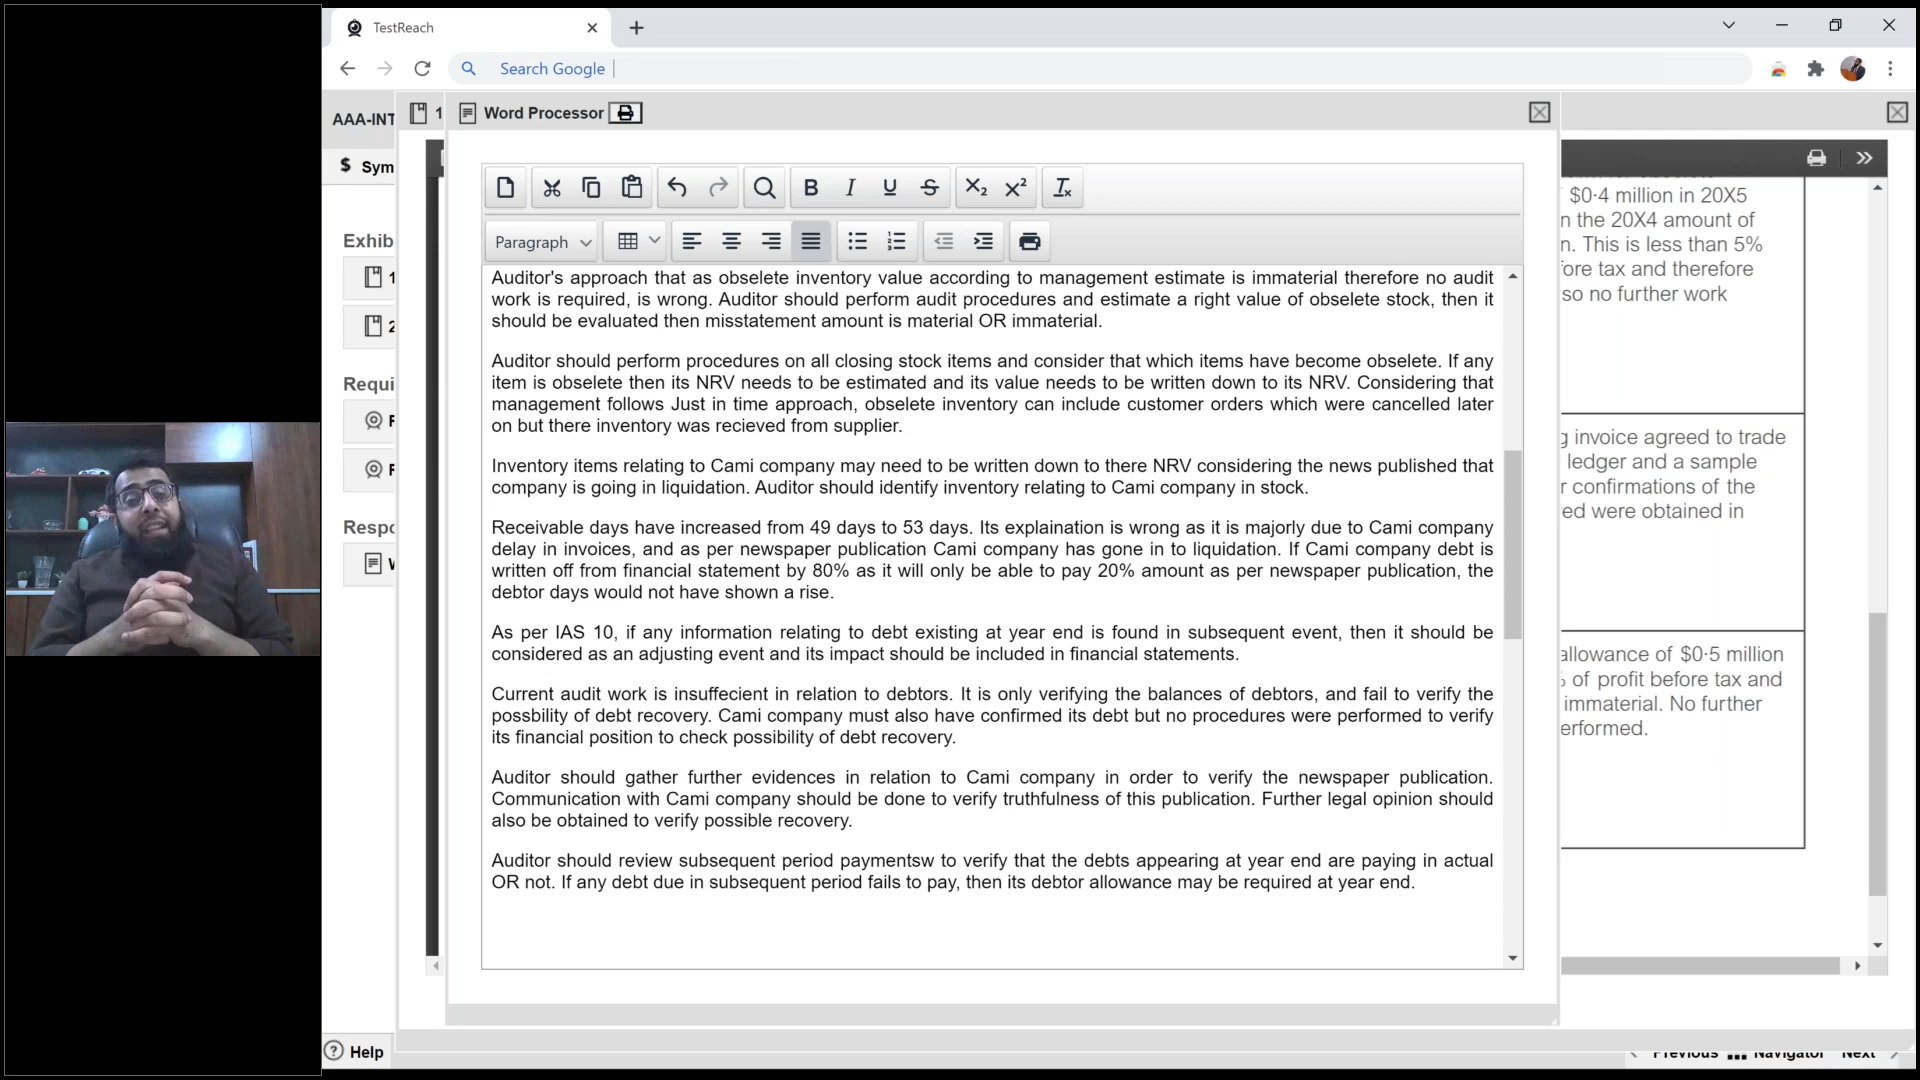 TestReach
Search Google
AAA-INT
1
Word Processor
$ Sym
Exhib
1
2
Requi
F
F
Respo
Paragraph
Auditor's approach that as obselete inventory value according to management estimate is immaterial therefore no audit
work is required, is wrong. Auditor should perform audit procedures and estimate a right value of obselete stock, then it
should be evaluated then misstatement amount is material OR immaterial.
Auditor should perform procedures on all closing stock items and consider that which items have become obselete. If any
item is obselete then its NRV needs to be estimated and its value needs to be written down to its NRV. Considering that
management follows Just in time approach, obselete inventory can include customer orders which were cancelled later
on but there inventory was recieved from supplier.
Inventory items relating to Cami company may need to be written down to there NRV considering the news published that
company is going in liquidation. Auditor should identify inventory relating to Cami company in stock.
Receivable days have increased from 49 days to 53 days. Its explaination is wrong as it is majorly due to Cami company
delay in invoices, and as per newspaper publication Cami company has gone in to liquidation. If Cami company debt is
written off from financial statement by 80% as it will only be able to pay 20% amount as per newspaper publication, the
debtor days would not have shown a rise.
As per IAS 10, if any information relating to debt existing at year end is found in subsequent event, then it should be
considered as an adjusting event and its impact should be included in financial statements.
Current audit work is insuffecient in relation to debtors. It is only verifying the balances of debtors, and fail to verify the
possbility of debt recovery. Cami company must also have confirmed its debt but no procedures were performed to verify
its financial position to check possibility of debt recovery.
Auditor should gather further evidences in relation to Cami company in order to verify the newspaper publication.
Communication with Cami company should be done to verify truthfulness of this publication. Further legal opinion should
also be obtained to verify possible recovery.
Auditor should review subsequent period paymentsw to verify that the debts appearing at year end are paying in actual
OR not. If any debt due in subsequent period fails to pay, then its debtor allowance may be required at year end.
$0·4 million in 20X5
n the 20X4 amount of
n. This is less than 5%
fore tax and therefore
so no further work
g invoice agreed to trade
ledger and a sample
r confirmations of the
ed were obtained in
allowance of $0·5 million
% of profit before tax and
immaterial. No further
erformed.
Help
Previous
Navigator
Next